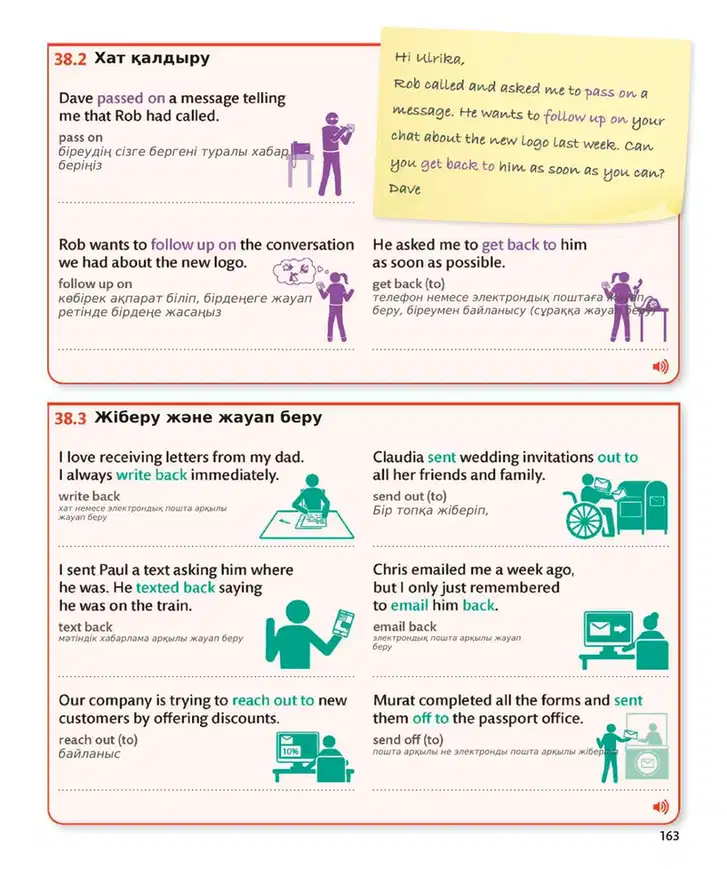 38.2 Хат қалдыру
Dave passed on a message telling
me that Rob had called.
pass on
біреудің сізге бергені туралы хабар
беріңіз
Hi Ulrika,
Rob called and asked me to pass on a
message. He wants to follow up on your
chat about the new logo last week. Can
you get back to him as soon as you can?
Dave
Rob wants to follow up on the conversation
we had about the new logo.
follow up on
көбірек ақпарат біліп, бірдеңеге жауап
ретінде бірдеңе жасаңыз
He asked me to get back to him
as soon as possible.
get back (to)
телефон немесе электрондық поштаға жауап
беру, біреумен байланысу (сұраққа жауап беру)
38.3 Жіберу және жауап беру
I love receiving letters from my dad.
I always write back immediately.
write back
хат немесе электрондық пошта арқылы
жауап беру
Claudia sent wedding invitations out to
all her friends and family.
send out (to)
Бір топқа жіберіп,
I sent Paul a text asking him where
he was. He texted back saying
he was on the train.
text back
мәтіндік хабарлама арқылы жауап беру
Chris emailed me a week ago,
but I only just remembered
to email him back.
email back
электрондық пошта арқылы жауап
беру
Our company is trying to reach out to new
customers by offering discounts.
reach out (to)
байланыс
10%
Murat completed all the forms and sent
them off to the passport office.
send off (to)
пошта арқылы не электронды пошта арқылы
163